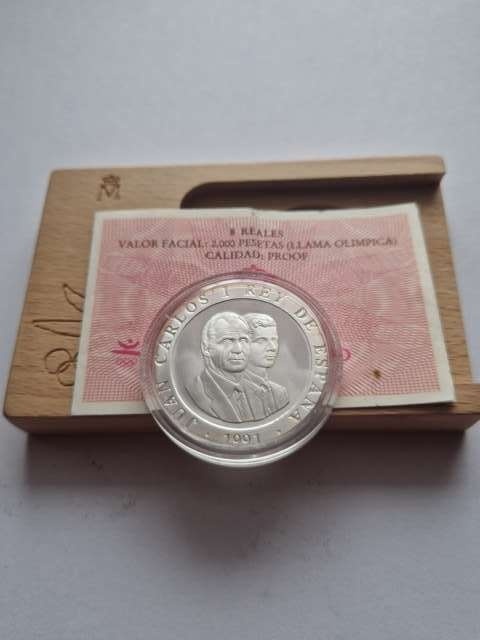 8 REALES
VALOR FACIAL: 2.000 PESETAS (LLAMA OLIMPICA)
CALIDAD: PROOF
JUAN CARLOS I REY DE ESPAÑA
· 1991 ·